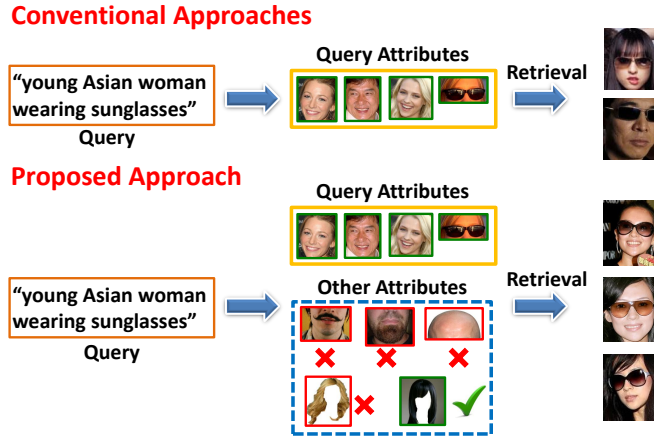 Conventional Approaches
Query Attributes
Retrieval
“young Asian woman
wearing sunglasses”
Query
Proposed Approach
Query Attributes
Other Attributes
Retrieval
“young Asian woman
wearing sunglasses”
Query